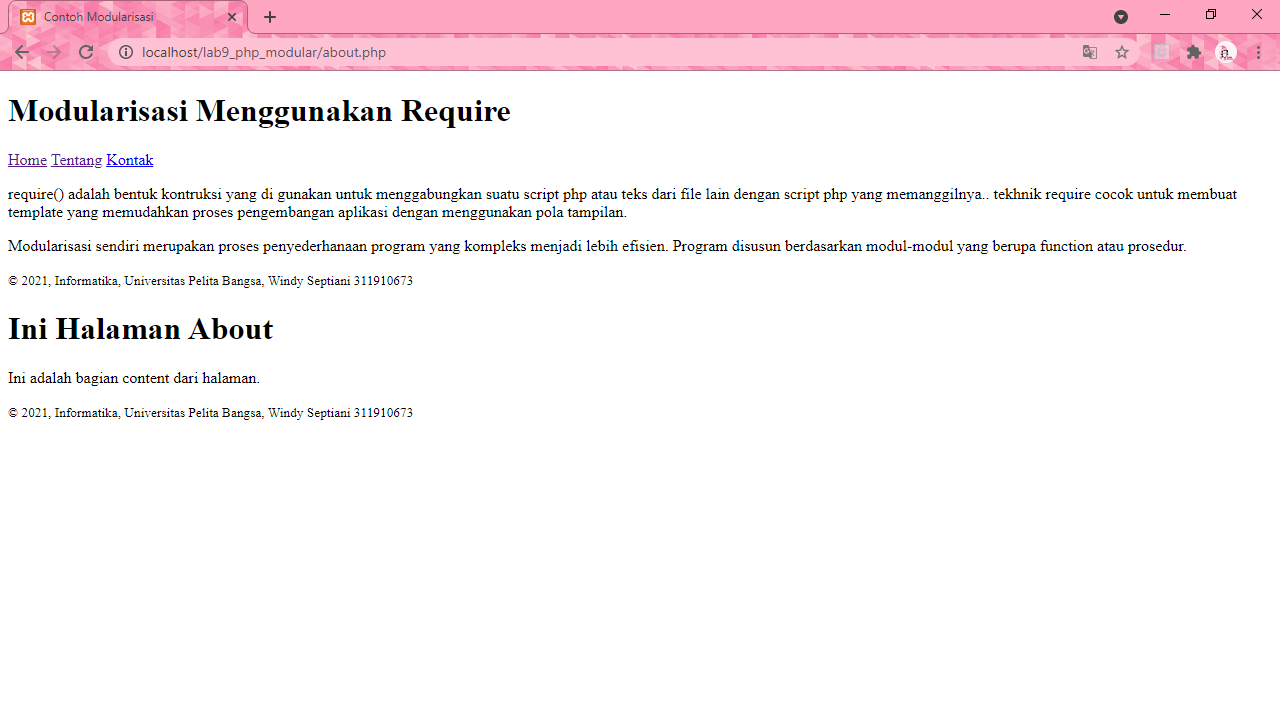 Contoh Modularisasi
localhost/lab9_php_modular/about.php
Modularisasi Menggunakan Require
Home Tentang Kontak
require() adalah bentuk kontruksi yang di gunakan untuk menggabungkan suatu script php atau teks dari file lain dengan script php yang memanggilnya.. tekhnik require cocok untuk membuat
template yang memudahkan proses pengembangan aplikasi dengan menggunakan pola tampilan.
Modularisasi sendiri merupakan proses penyederhanaan program yang kompleks menjadi lebih efisien. Program disusun berdasarkan modul-modul yang berupa function atau prosedur.
© 2021, Informatika, Universitas Pelita Bangsa, Windy Septiani 311910673
Ini Halaman About
Ini adalah bagian content dari halaman.
© 2021, Informatika, Universitas Pelita Bangsa, Windy Septiani 311910673